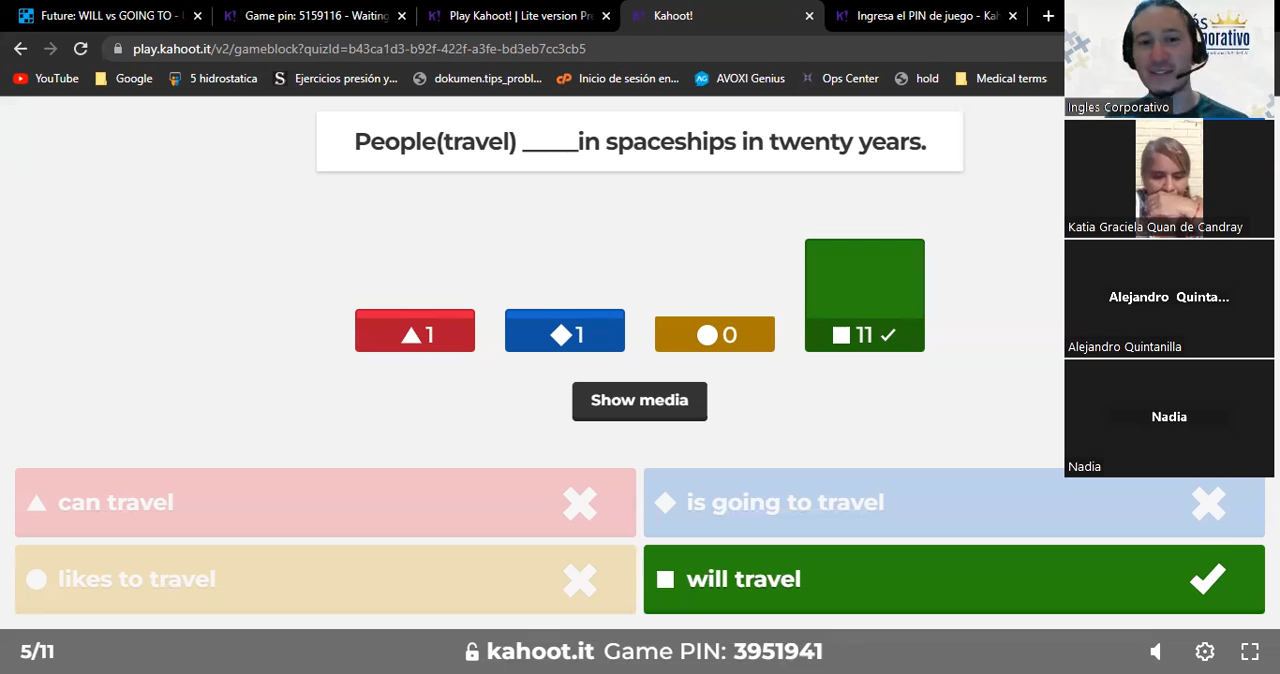 Future: WILL vs GOING TO -
Game pin: 5159116 - Waiting
Play Kahoot! | Lite version Pr
Kahoot!
Ingresa el PIN de juego - Kah
play.kahoot.it/v2/gameblock?quizId=b43ca1d3-b92f-422f-a3fe-bd3eb7cc3cb5
YouTube
Google
5 hidrostatica
Ejercicios presión y...
dokumen.tips_probl...
Inicio de sesión en...
AVOXI Genius
Ops Center
hold
Medical terms
Ingles Corporativo
People(travel) _____in spaceships in twenty years.
Katia Graciela Quan de Candray
1
1
0
11
Alejandro Quinta...
Alejandro Quintanilla
Show media
Nadia
Nadia
can travel
is going to travel
likes to travel
will travel
5/11
kahoot.it Game PIN: 3951941